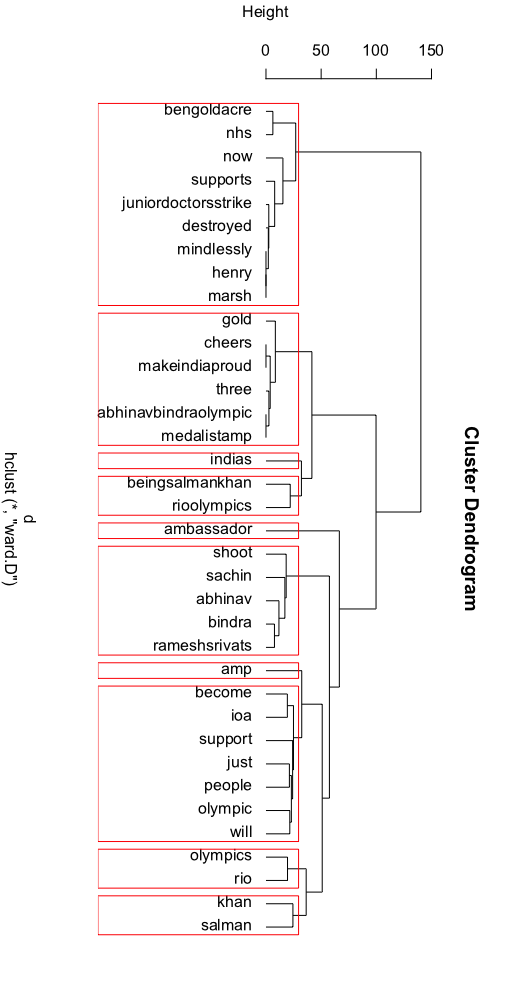 Height
0 50 100 150
bengoldacre
nhs
now
supports
juniordoctorsstrike
destroyed
mindlessly
henry
marsh
gold
cheers
makeindiaproud
three
abhinavbindraolympic
medalistamp
indias
beingsalmankhan
rioolympics
ambassador
shoot
sachin
abhinav
bindra
rameshsrivats
amp
become
ioa
support
just
people
olympic
will
olympics
rio
khan
salman
Cluster Dendrogram
d
hclust (*, "ward.D")